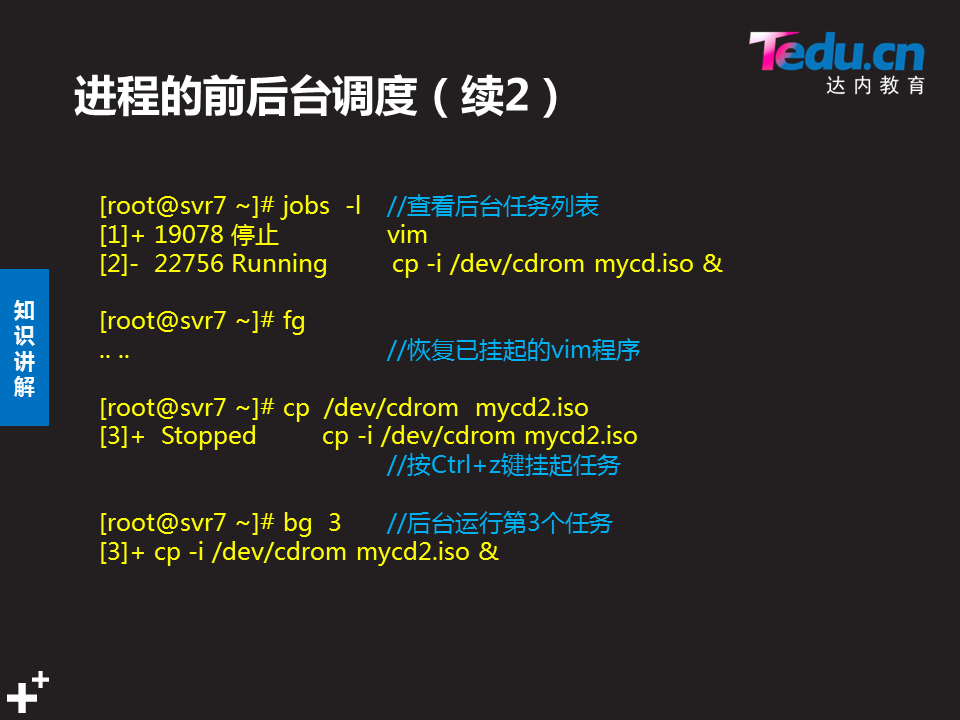 Tedu.cn
达内教育
进程的前后台调度（续2）
[root@svr7 ~]# jobs -l //查看后台任务列表
[1]+ 19078 停止 vim
[2]- 22756 Running cp -i /dev/cdrom mycd.iso &
[root@svr7 ~]# fg
.. .. //恢复已挂起的vim程序
[root@svr7 ~]# cp /dev/cdrom mycd2.iso
[3]+ Stopped cp -i /dev/cdrom mycd2.iso
//按Ctrl+z键挂起任务
[root@svr7 ~]# bg 3 //后台运行第3个任务
[3]+ cp -i /dev/cdrom mycd2.iso &
知识讲解